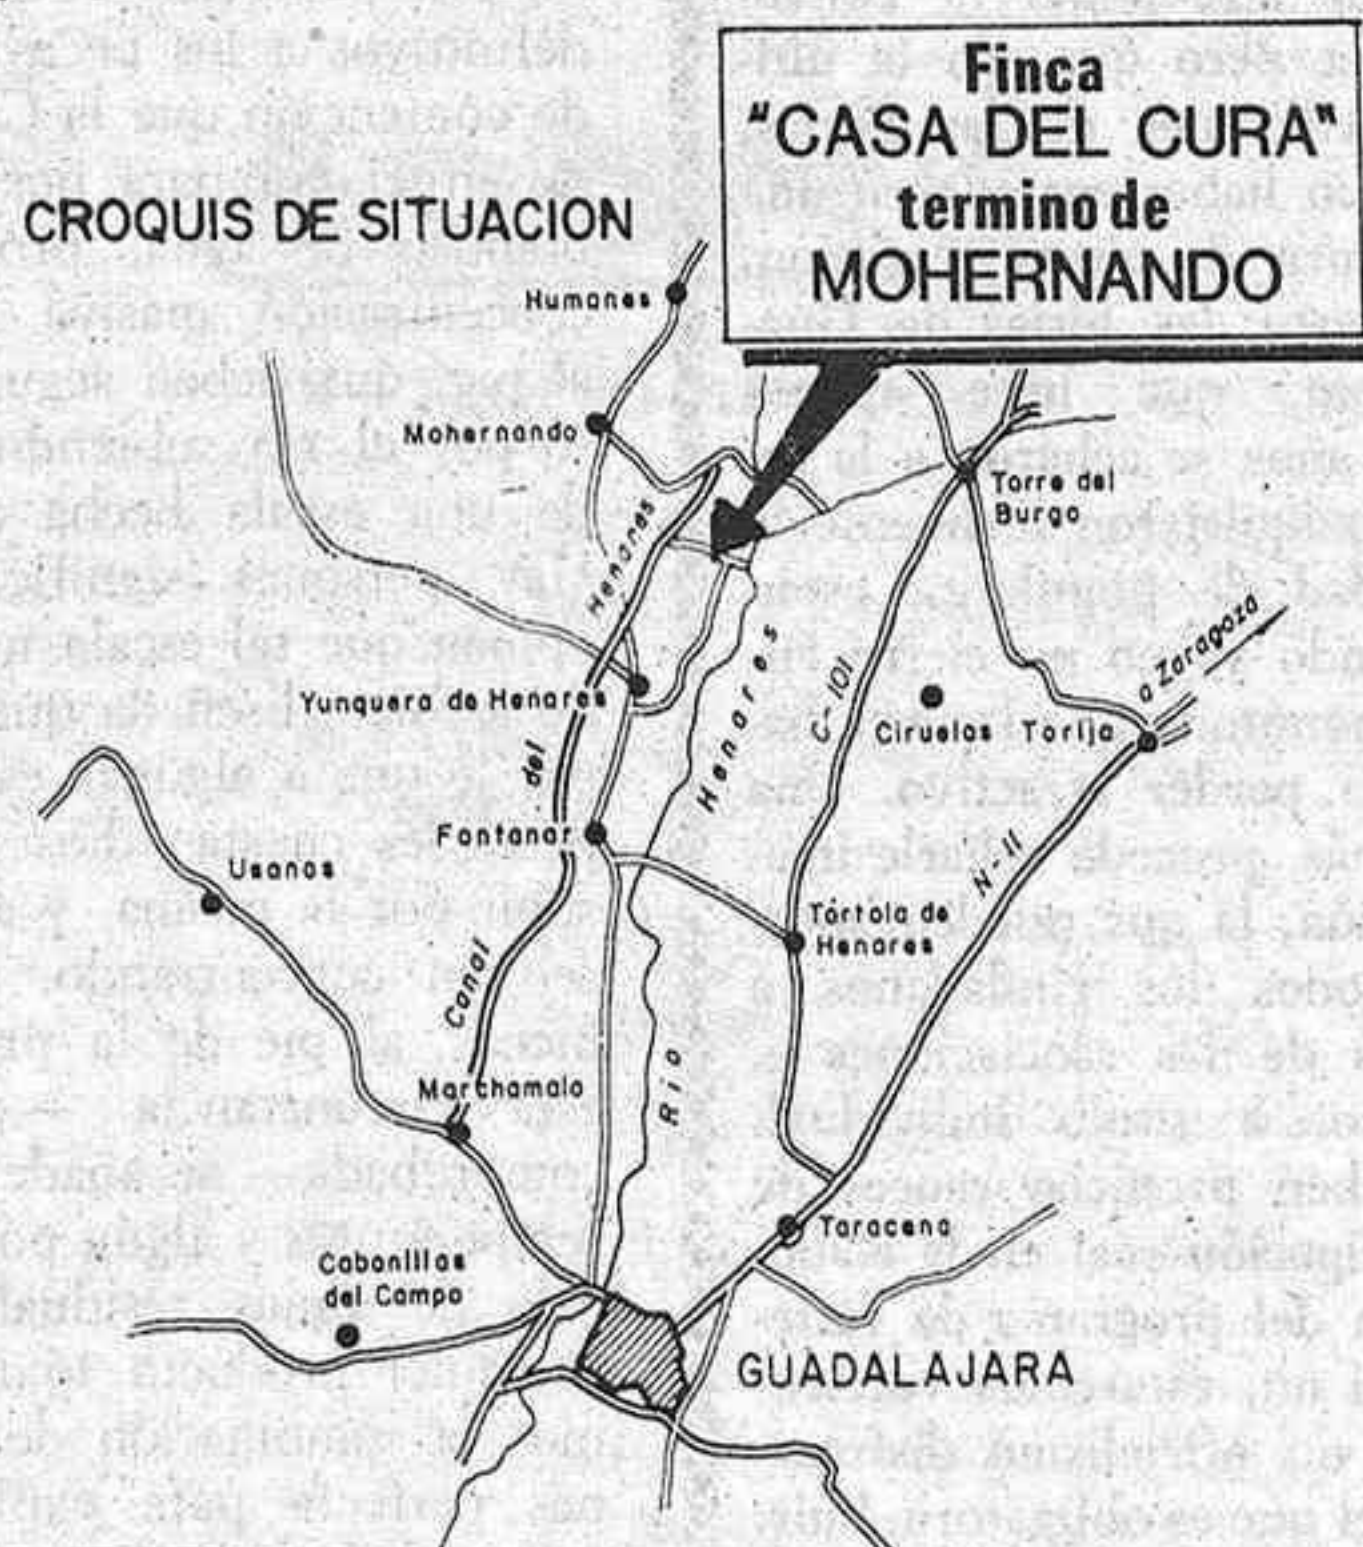 Finca
"CASA DEL CURA"
termino de
MOHERNANDO
CROQUIS DE SITUACION
Humanes
Mohernando
Torre del
Burgo
Henares
a Zaragoza
Yunquera de Henares
Henares
C-101
Ciruelas
Torija
del
Fontanar
N-II
Usanos
Tórtola de
Henares
Canal
Rio
Marchamalo
Taracena
Cabanillas
del Campo
GUADALAJARA